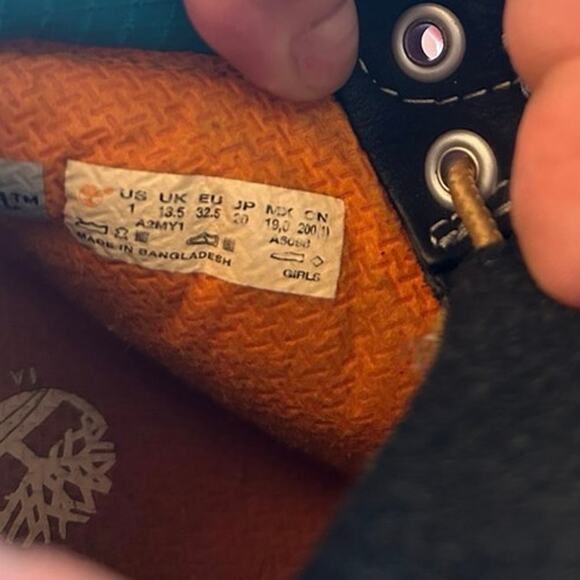 US UK EU JP MX CN
1 13.5 32.5 20 19,0 200(1)
A2MY1
MADE IN BANGLADESH
GIRLS
TM